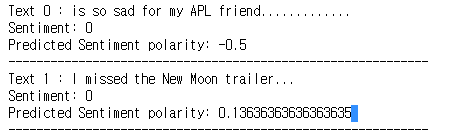 Text 0 : is so sad for my APL friend.............
Sentiment: 0
Predicted Sentiment polarity: -0.5
------------------------------------------------------------
Text 1 : I missed the New Moon trailer...
Sentiment: 0
Predicted Sentiment polarity: 0.13636363636363635
------------------------------------------------------------